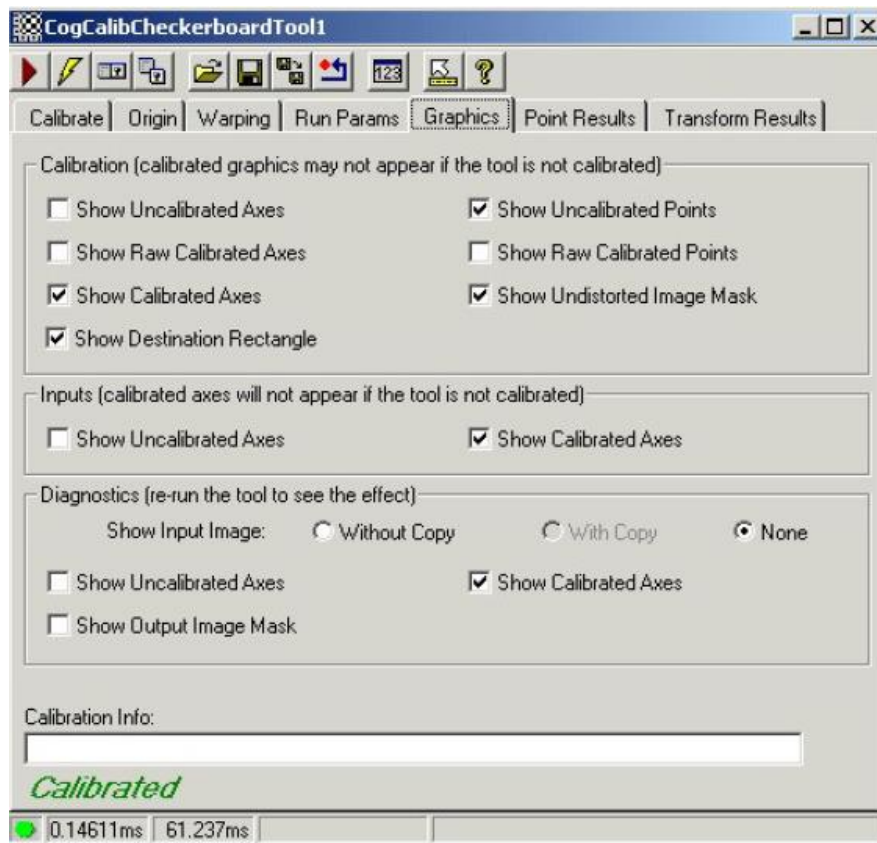 CogCalibCheckerboardTool1
123
Calibrate Origin Warping Run Params Graphics Point Results Transform Results
Calibration (calibrated graphics may not appear if the tool is not calibrated)
Show Uncalibrated Axes Show Uncalibrated Points
Show Raw Calibrated Axes Show Raw Calibrated Points
Show Calibrated Axes Show Undistorted Image Mask
Show Destination Rectangle
Inputs (calibrated axes will not appear if the tool is not calibrated)
Show Uncalibrated Axes Show Calibrated Axes
Diagnostics (re-run the tool to see the effect)
Show Input Image: Without Copy With Copy None
Show Uncalibrated Axes Show Calibrated Axes
Show Output Image Mask
Calibration Info:
Calibrated
0.14611ms 61.237ms